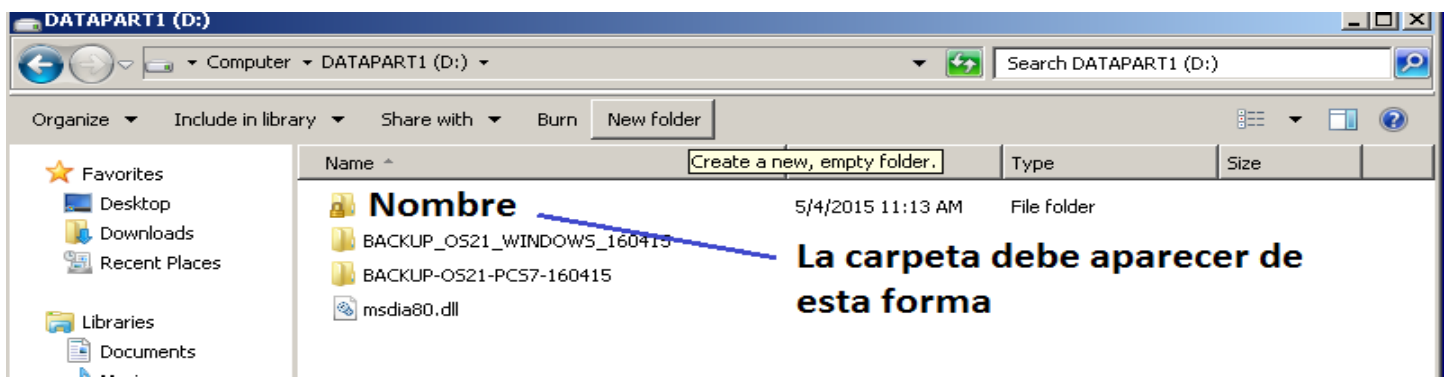 DATAPART1 (D:)
Computer DATAPART1 (D:) Search DATAPART1 (D:)
Organize Include in library Share with Burn New folder
Name Create a new, empty folder. Type Size
Favorites
Desktop
Downloads
Recent Places
Libraries
Documents
Nombre 5/4/2015 11:13 AM File folder
BACKUP_OS21_WINDOWS_160415
BACKUP-OS21-PCS7-160415
msdia80.dll
La carpeta debe aparecer de
esta forma